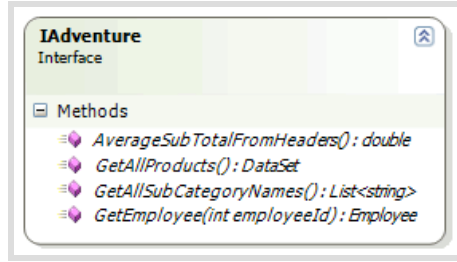 IAdventure
Interface
Methods
AverageSubTotalFromHeaders() : double
GetAllProducts() : DataSet
GetAllSubCategoryNames() : List<string>
GetEmployee(int employeeId) : Employee